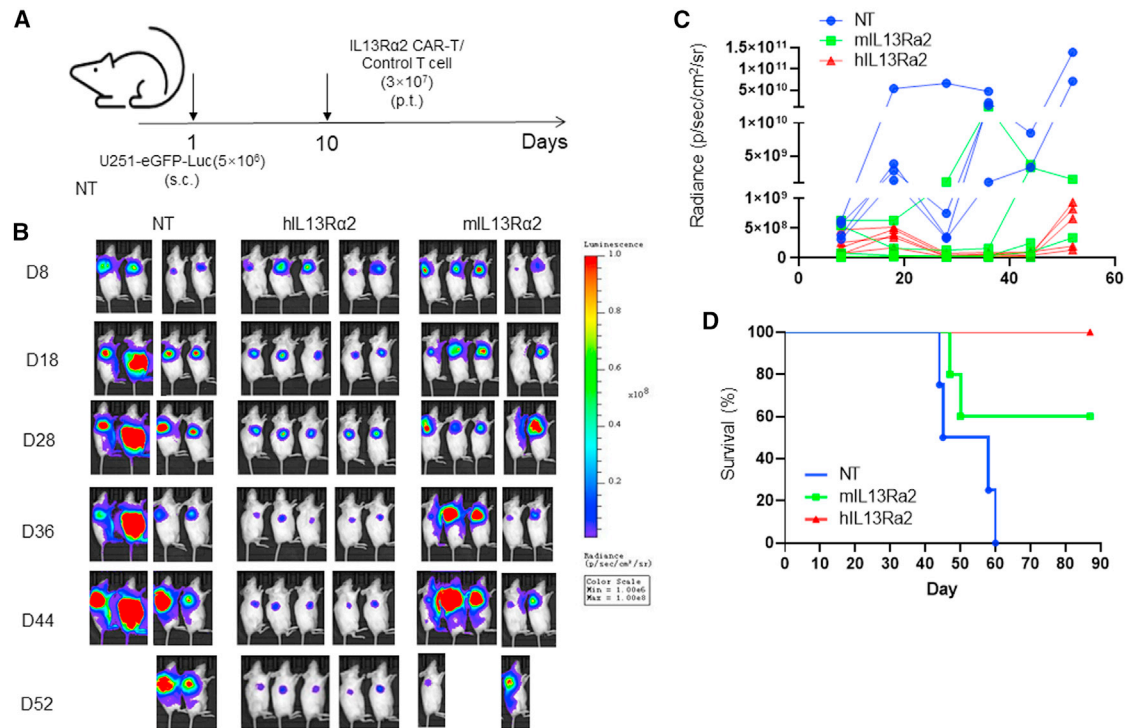 A
IL13Rα2 CAR-T/
Control T cell
(3×10⁷)
(p.t.)
1
10
Days
U251-eGFP-Luc(5×10⁶)
(s.c.)
NT
B
NT
hIL13Rα2
mIL13Rα2
D8
D18
D28
D36
D44
D52
Luminescence
1.0
0.8
0.6
×10⁸
0.4
0.2
Radiance
(p/sec/cm²/sr)
Color Scale
Min = 1.00e6
Max = 1.00e8
C
NT
mIL13Ra2
hIL13Ra2
Radiance (p/sec/cm²/sr)
1.5×10¹¹
1×10¹¹
5×10¹⁰
1×10¹⁰
5×10⁹
1×10⁹
5×10⁸
0
0
20
40
60
D
Survival (%)
100
80
60
40
20
0
NT
mIL13Ra2
hIL13Ra2
0
10
20
30
40
50
60
70
80
90
Day